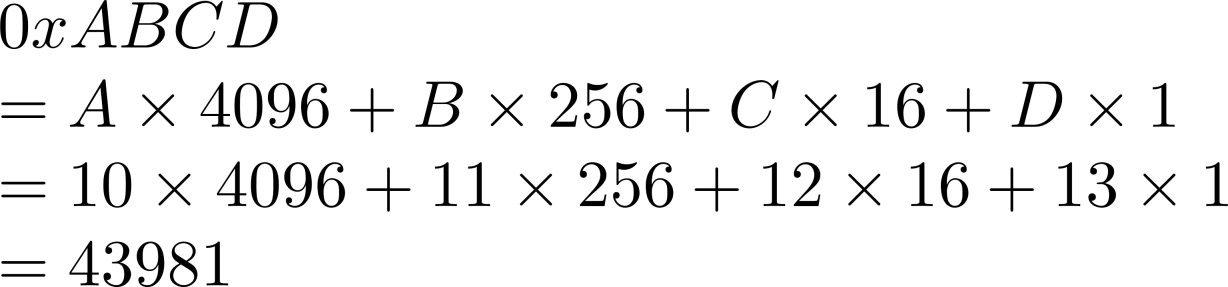 0xABCD
= A × 4096 + B × 256 + C × 16 + D × 1
= 10 × 4096 + 11 × 256 + 12 × 16 + 13 × 1
= 43981